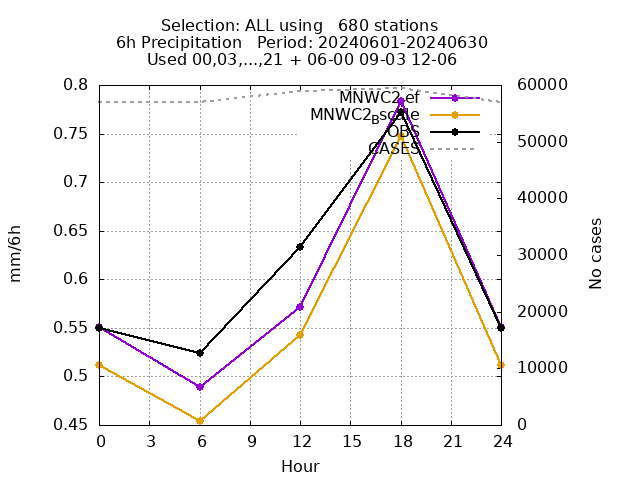 Selection: ALL using   680 stations
6h Precipitation   Period: 20240601-20240630
Used 00,03,...,21 + 06-00 09-03 12-06
0.8
0.75
0.7
0.65
0.6
0.55
0.5
0.45
60000
50000
40000
30000
20000
10000
0
mm/6h
No cases
MNWC2
MNWC2_B
OBS
CASES
0 3 6 9 12 15 18 21 24
Hour